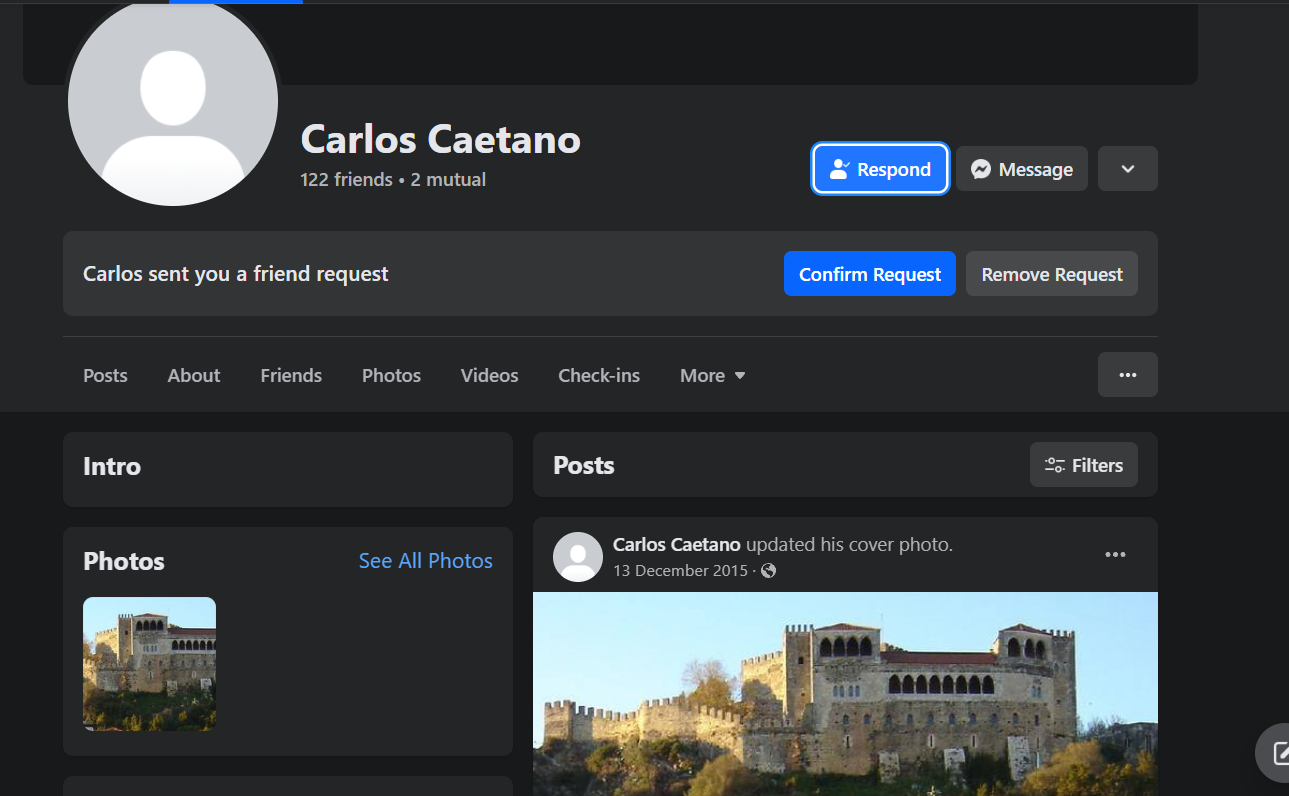 Carlos Caetano
122 friends • 2 mutual
Respond
Message
Carlos sent you a friend request
Confirm Request
Remove Request
Posts
About
Friends
Photos
Videos
Check-ins
More
Intro
Photos
See All Photos
Posts
Filters
Carlos Caetano updated his cover photo.
13 December 2015 ·